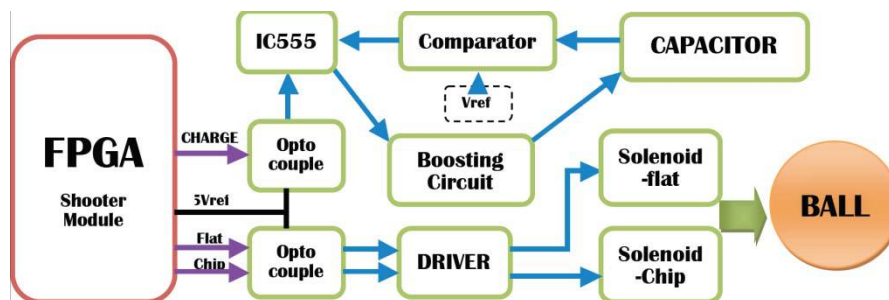 FPGA
Shooter
Module
CHARGE
5Vref
Flat
Chip
IC555
Comparator
CAPACITOR
Vref
Opto
couple
Boosting
Circuit
Opto
couple
DRIVER
Solenoid
-flat
Solenoid
-Chip
BALL